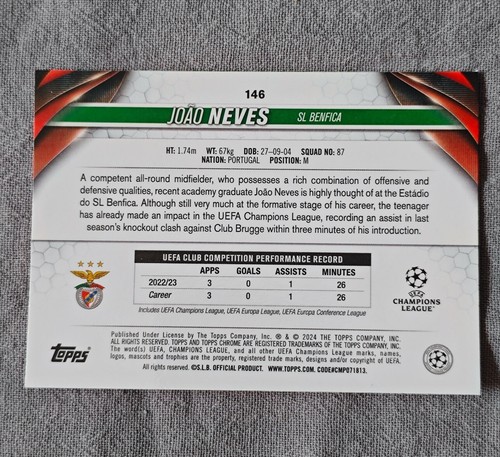 146
JOÃO NEVES SL BENFICA
HT: 1.74m WT: 67kg DOB: 27-09-04 SQUAD NO: 87
NATION: PORTUGAL POSITION: M
A competent all-round midfielder, who possesses a rich combination of offensive and
defensive qualities, recent academy graduate João Neves is highly thought of at the Estádio
do SL Benfica. Although still very much at the formative stage of his career, the teenager
has already made an impact in the UEFA Champions League, recording an assist in last
season's knockout clash against Club Brugge within three minutes of his introduction.
UEFA CLUB COMPETITION PERFORMANCE RECORD
APPS GOALS ASSISTS MINUTES
2022/23 3 0 1 26
Career 3 0 1 26
Includes UEFA Champions League, UEFA Europa League, UEFA Europa Conference League
UEFA
CHAMPIONS
LEAGUE
Published Under License by The Topps Company, Inc. ® & © 2024 THE TOPPS COMPANY, INC.
ALL RIGHTS RESERVED. TOPPS AND TOPPS CHROME ARE REGISTERED TRADEMARKS OF THE TOPPS COMPANY, INC.
The word(s) UEFA, CHAMPIONS LEAGUE, and all other UEFA Champions League marks, names,
logos, mascots and trophies are the property, registered trade marks, designs and/or copyright of UEFA.
All rights reserved. ©S.L.B. OFFICIAL PRODUCT. WWW.TOPPS.COM. CODE#CMP071813.
topps